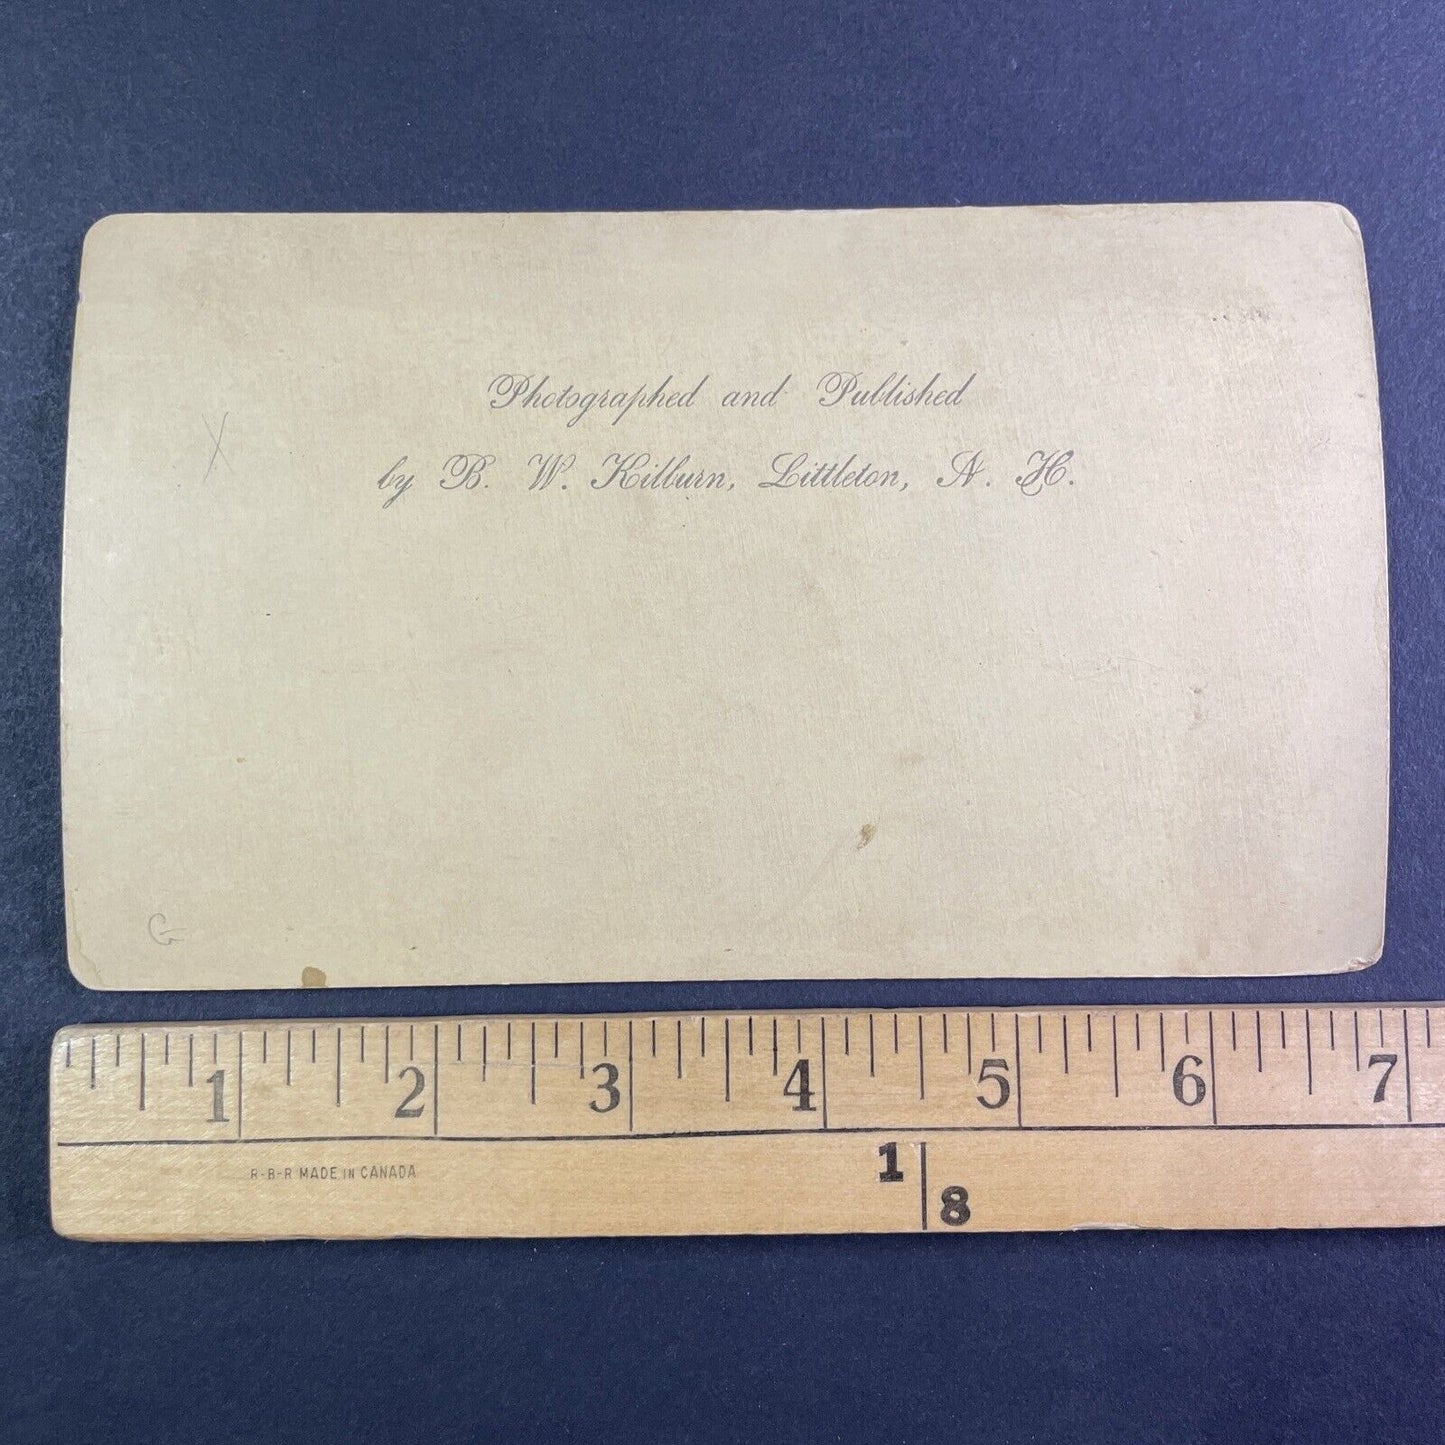 Photographed and Published
by B. W. Kilburn, Littleton, N. H.
X
G
1 2 3 4 5 6 7
R-B-R MADE IN CANADA
1
8